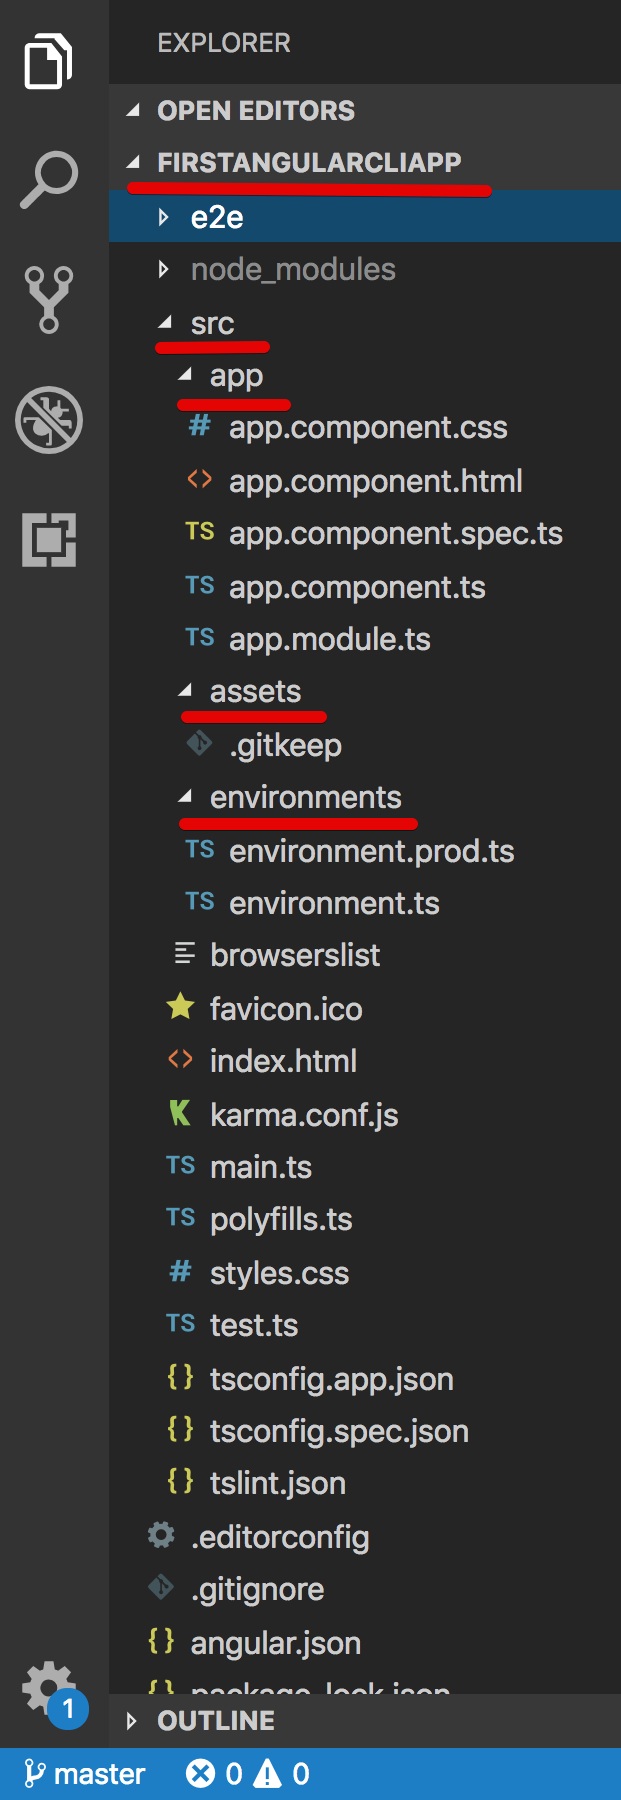 EXPLORER
OPEN EDITORS
FIRSTANGULARCLIAPP
e2e
node_modules
src
app
# app.component.css
<> app.component.html
TS app.component.spec.ts
TS app.component.ts
TS app.module.ts
assets
.gitkeep
environments
TS environment.prod.ts
TS environment.ts
browserslist
favicon.ico
<> index.html
karma.conf.js
TS main.ts
TS polyfills.ts
# styles.css
TS test.ts
{} tsconfig.app.json
{} tsconfig.spec.json
{} tslint.json
.editorconfig
.gitignore
{} angular.json
{} package-lock.json
1
OUTLINE
master 0 0